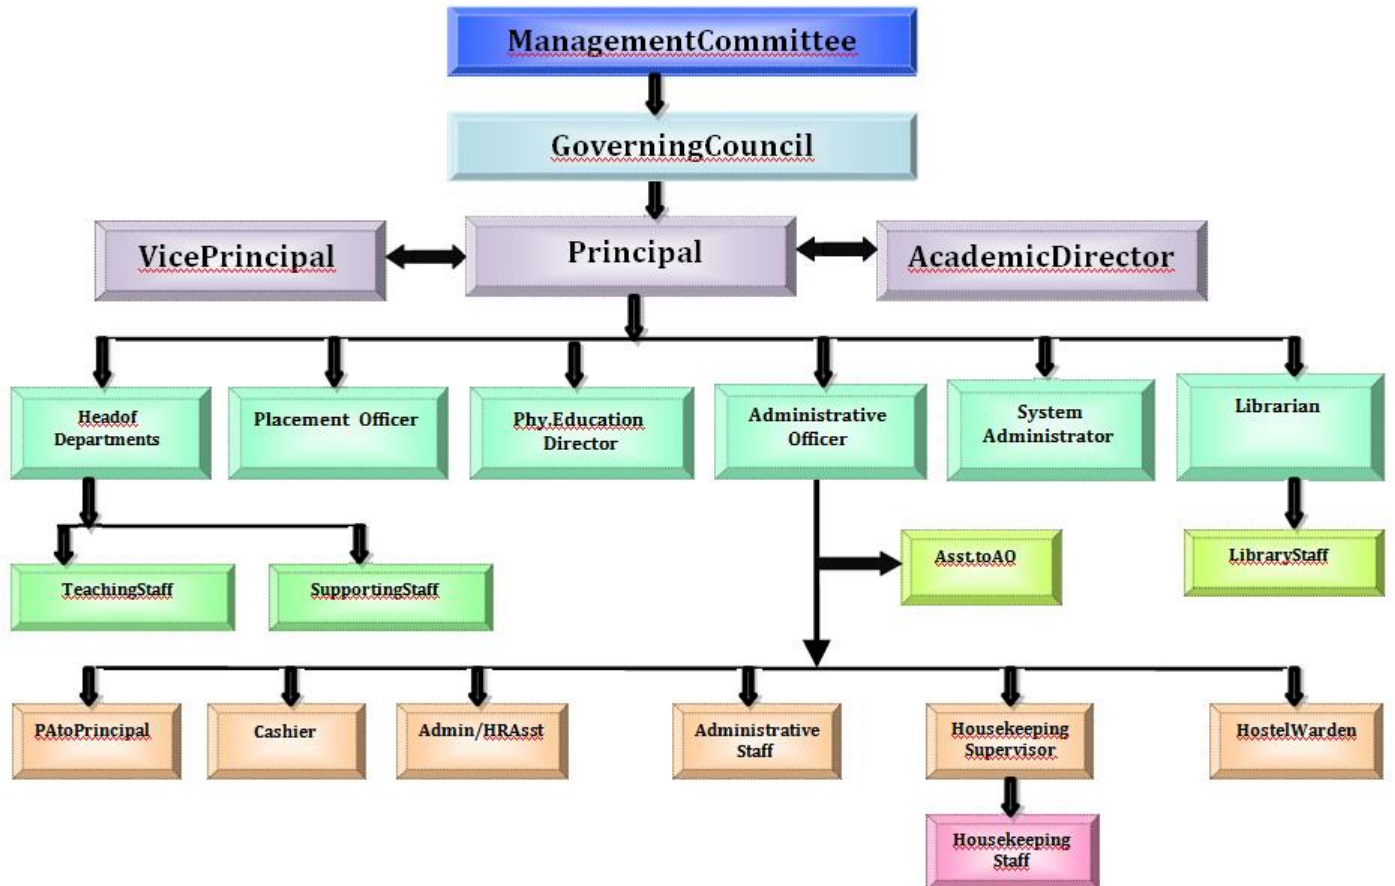 ManagementCommittee
GoverningCouncil
VicePrincipal
Principal
AcademicDirector
Headof
Departments
Placement Officer
Phy.Education
Director
Administrative
Officer
System
Administrator
Librarian
TeachingStaff
SupportingStaff
Asst.toAO
LibraryStaff
PAtoPrincipal
Cashier
Admin/HRAsst
Administrative
Staff
Housekeeping
Supervisor
HostelWarden
Housekeeping
Staff